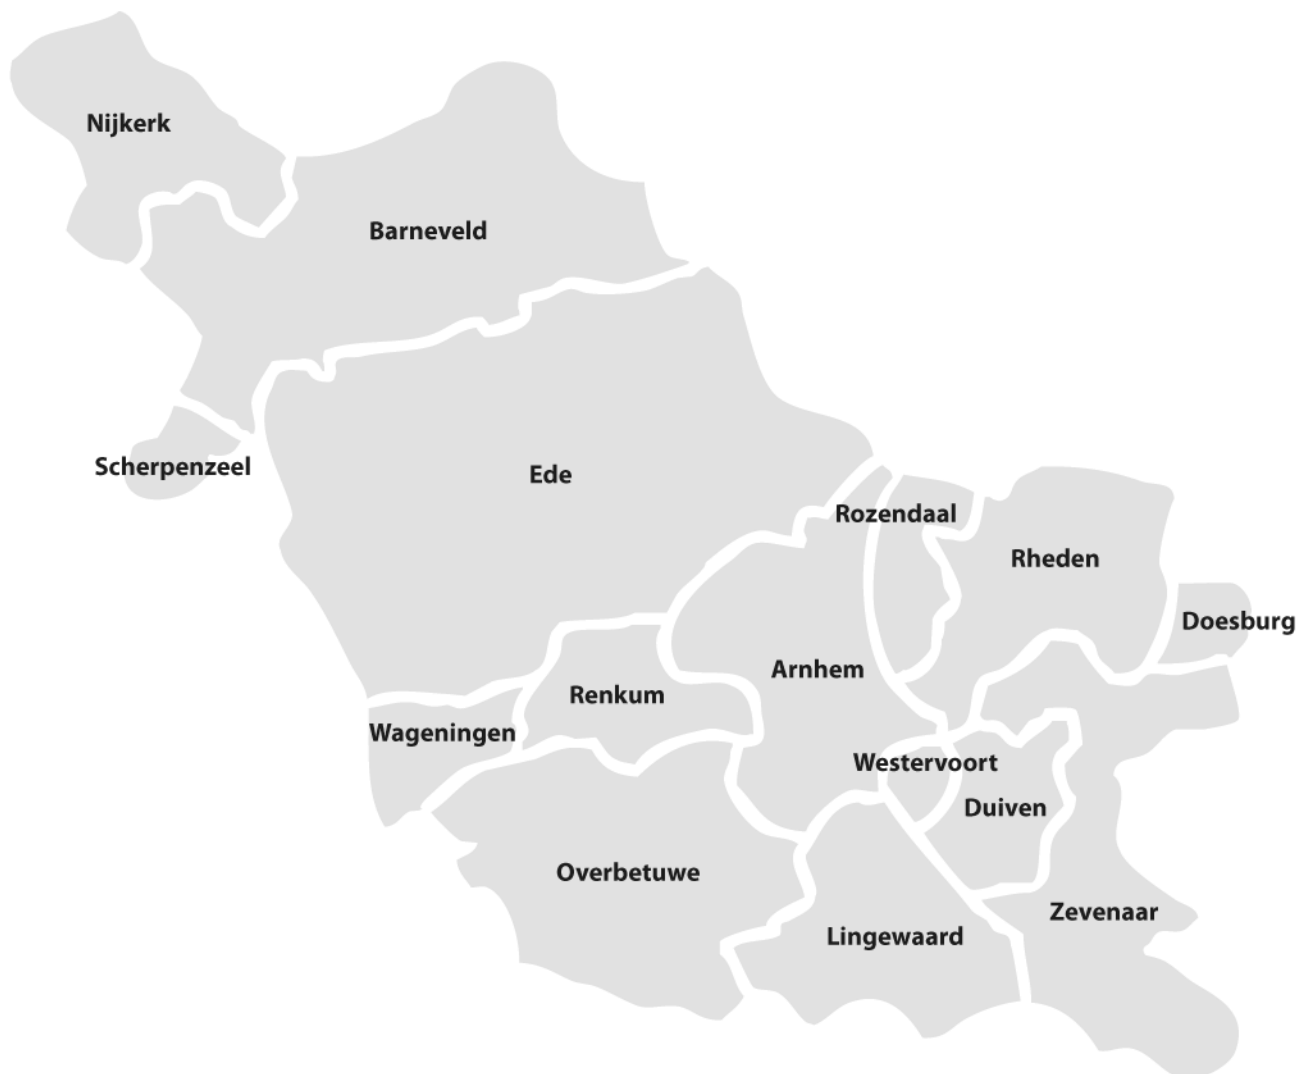 Nijkerk
Barneveld
Scherpenzeel
Ede
Rozendaal
Rheden
Doesburg
Arnhem
Renkum
Wageningen
Westervoort
Duiven
Overbetuwe
Zevenaar
Lingewaard